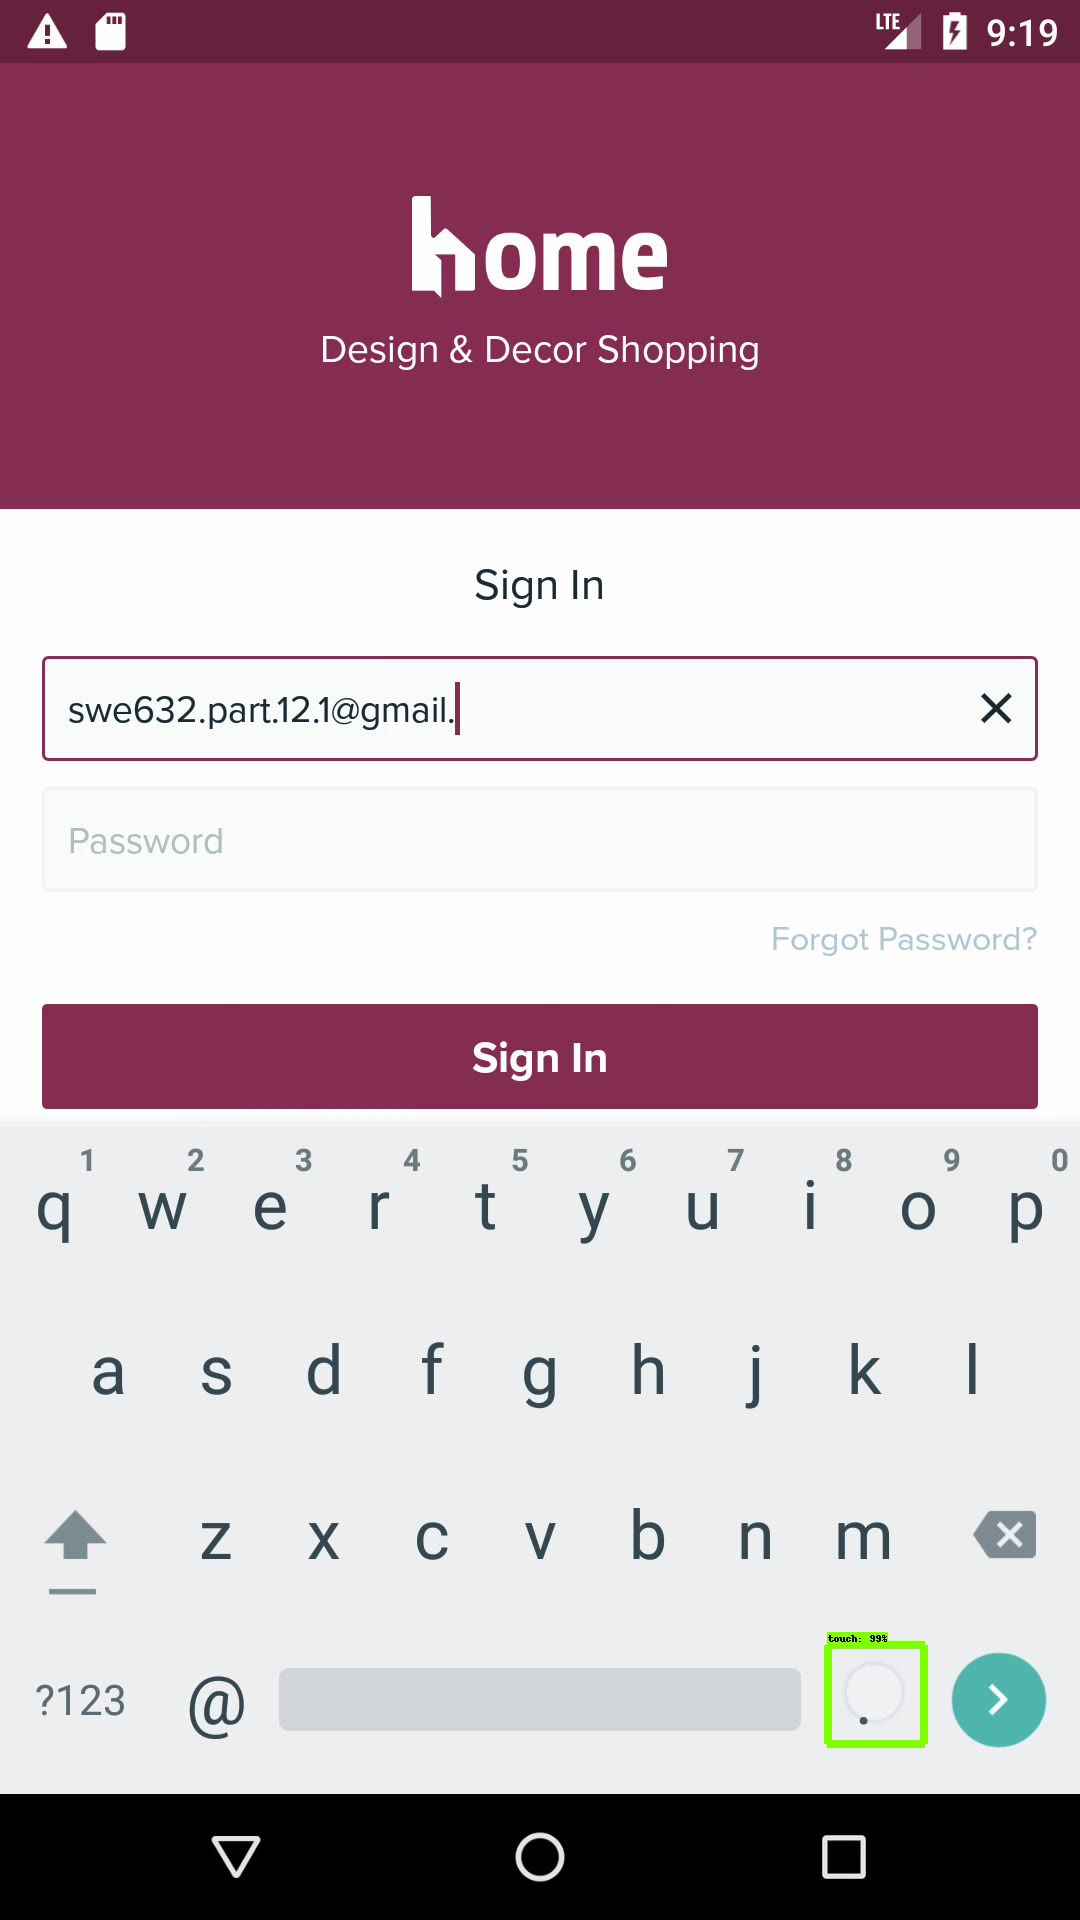 LTE 9:19
home
Design & Decor Shopping
Sign In
swe632.part.12.1@gmail.
Password
Forgot Password?
Sign In
1 2 3 4 5 6 7 8 9 0
q w e r t y u i o p
a s d f g h j k l
z x c v b n m
touch: 99%
?123 @ .